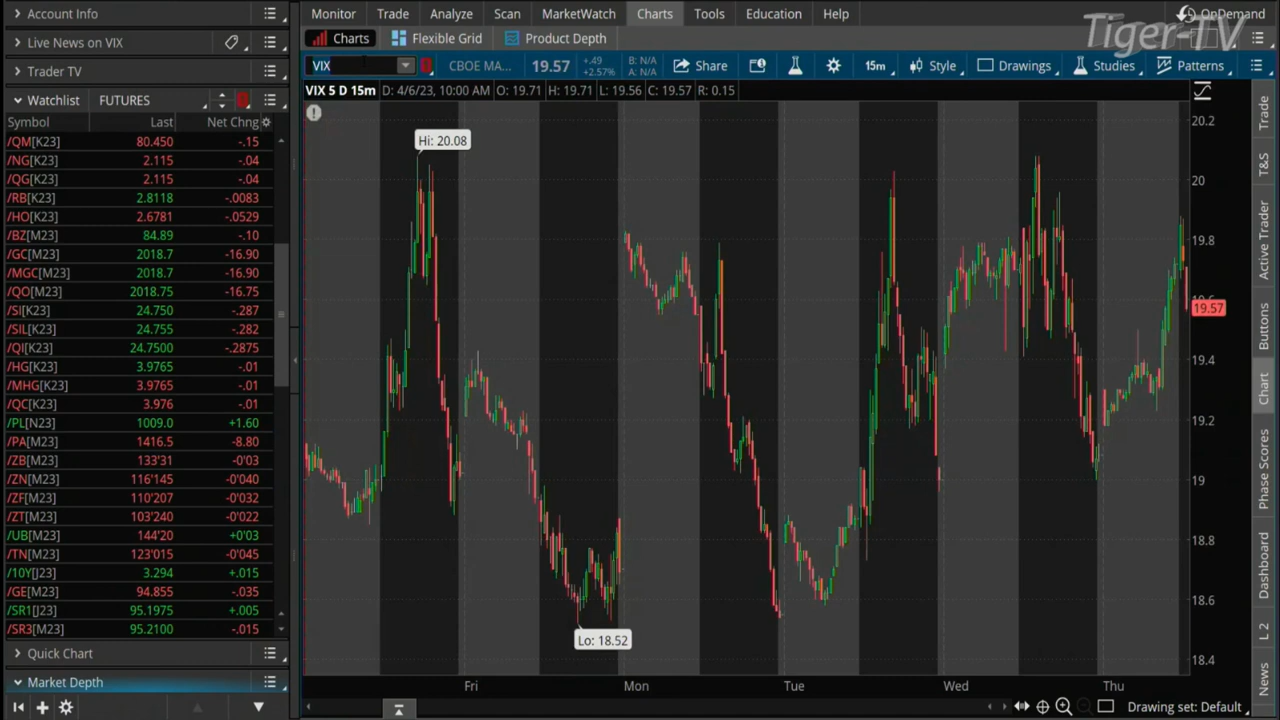 Account Info
Live News on VIX
Trader TV
Watchlist FUTURES
Symbol Last Net Chng
/QM[K23] 80.450 -.15
/NG[K23] 2.115 -.04
/QG[K23] 2.115 -.04
/RB[K23] 2.8118 -.0083
/HO[K23] 2.6781 -.0529
/BZ[M23] 84.89 -.10
/GC[M23] 2018.7 -16.90
/MGC[M23] 2018.7 -16.90
/QO[M23] 2018.75 -16.75
/SI[K23] 24.750 -.287
/SIL[K23] 24.755 -.282
/QI[K23] 24.7500 -.2875
/HG[K23] 3.9765 -.01
/MHG[K23] 3.9765 -.01
/QC[K23] 3.976 -.01
/PL[N23] 1009.0 +1.60
/PA[M23] 1416.5 -8.80
/ZB[M23] 133'31 -0'03
/ZN[M23] 116'145 -0'040
/ZF[M23] 110'207 -0'032
/ZT[M23] 103'240 -0'022
/UB[M23] 144'20 +0'03
/TN[M23] 123'015 -0'045
/10Y[J23] 3.294 +.015
/GE[M23] 94.855 -.035
/SR1[J23] 95.1975 +.005
/SR3[M23] 95.2100 -.015
Quick Chart
Market Depth
Monitor Trade Analyze Scan MarketWatch Charts Tools Education Help
OnDemand
Tiger-TV
Charts Flexible Grid Product Depth
VIX CBOE MA... 19.57 +.49 +2.57% B: N/A A: N/A Share 15m Style Drawings Studies Patterns
VIX 5 D 15m D: 4/6/23, 10:00 AM O: 19.71 H: 19.71 L: 19.56 C: 19.57 R: 0.15
Hi: 20.08
Lo: 18.52
20.2
20
19.8
19.57
19.4
19.2
19
18.8
18.6
18.4
Fri Mon Tue Wed Thu
Drawing set: Default
Trade
T&S
Active Trader
Buttons
Chart
Phase Scores
Dashboard
L 2
News